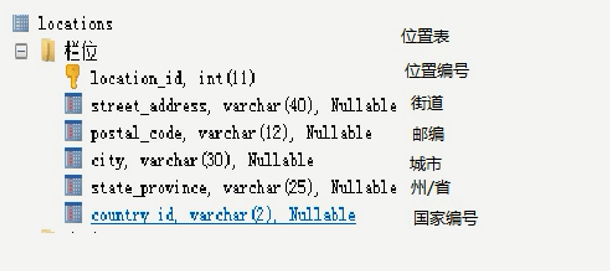 locations 位置表
栏位
location_id, int(11) 位置编号
street_address, varchar(40), Nullable 街道
postal_code, varchar(12), Nullable 邮编
city, varchar(30), Nullable 城市
state_province, varchar(25), Nullable 州/省
country_id, varchar(2), Nullable 国家编号